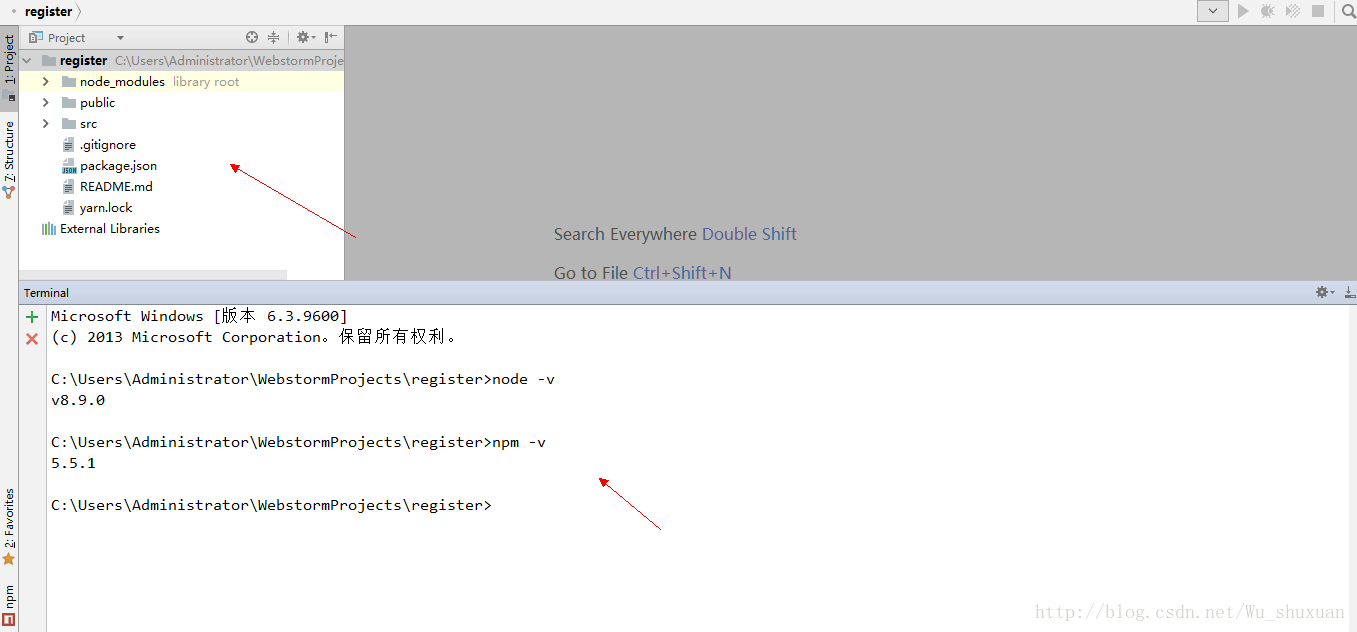 register
1: Project
Project
register C:\Users\Administrator\WebstormProje
node_modules library root
public
src
.gitignore
JSON package.json
README.md
yarn.lock
External Libraries
7: Structure
Search Everywhere Double Shift
Go to File Ctrl+Shift+N
Terminal
Microsoft Windows [版本 6.3.9600]
(c) 2013 Microsoft Corporation。保留所有权利。
C:\Users\Administrator\WebstormProjects\register>node -v
v8.9.0
C:\Users\Administrator\WebstormProjects\register>npm -v
5.5.1
C:\Users\Administrator\WebstormProjects\register>
2: Favorites
npm
http://blog.csdn.net/Wu_shuxuan